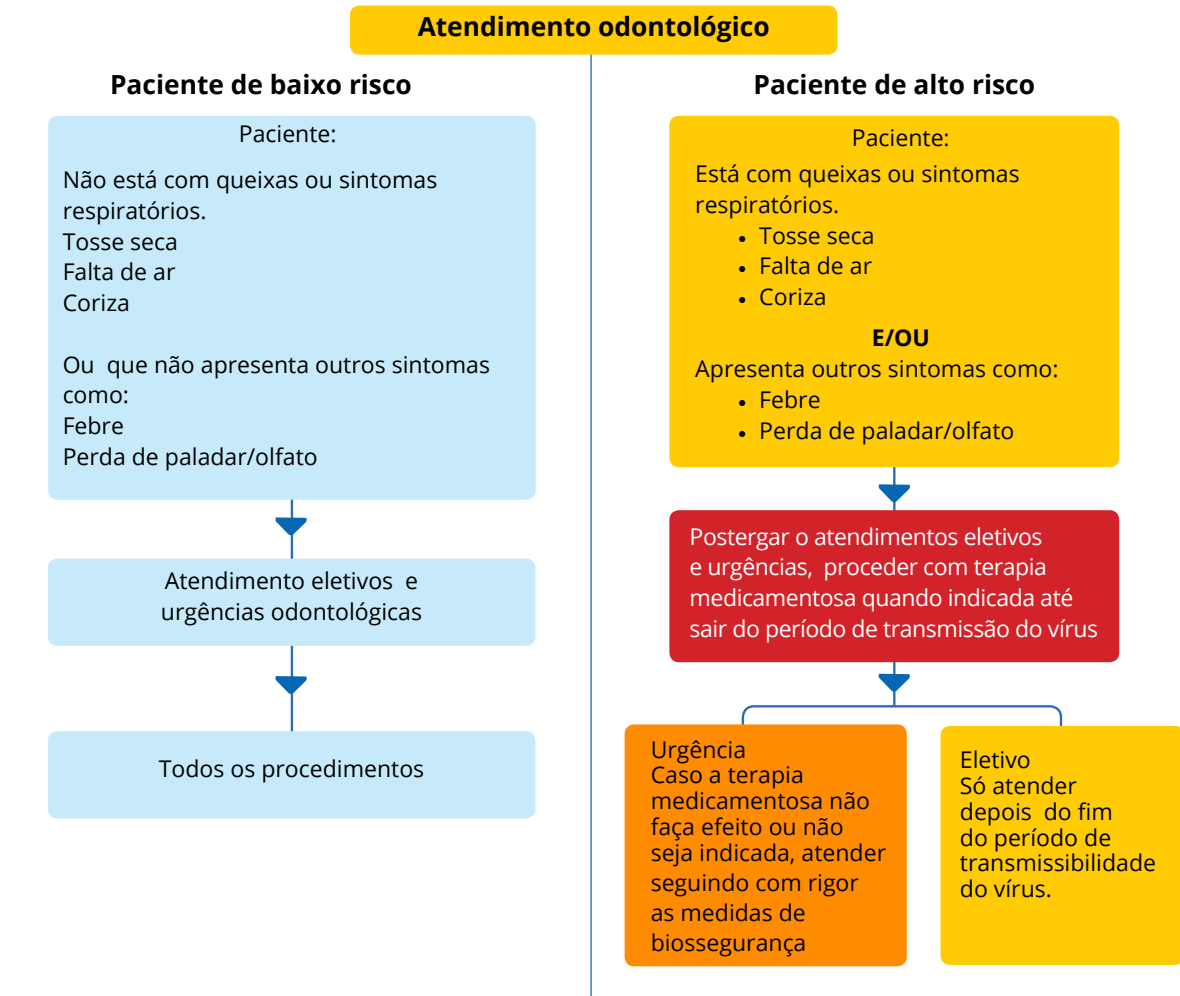 Atendimento odontológico
Paciente de baixo risco
Paciente:
Não está com queixas ou sintomas
respiratórios.
Tosse seca
Falta de ar
Coriza
Ou que não apresenta outros sintomas
como:
Febre
Perda de paladar/olfato
Atendimento eletivos e
urgências odontológicas
Todos os procedimentos
Paciente de alto risco
Paciente:
Está com queixas ou sintomas
respiratórios.
• Tosse seca
• Falta de ar
• Coriza
E/OU
Apresenta outros sintomas como:
• Febre
• Perda de paladar/olfato
Postergar o atendimentos eletivos
e urgências, proceder com terapia
medicamentosa quando indicada até
sair do período de transmissão do vírus
Urgência
Caso a terapia
medicamentosa não
faça efeito ou não
seja indicada, atender
seguindo com rigor
as medidas de
biossegurança
Eletivo
Só atender
depois do fim
do período de
transmissibilidade
do vírus.